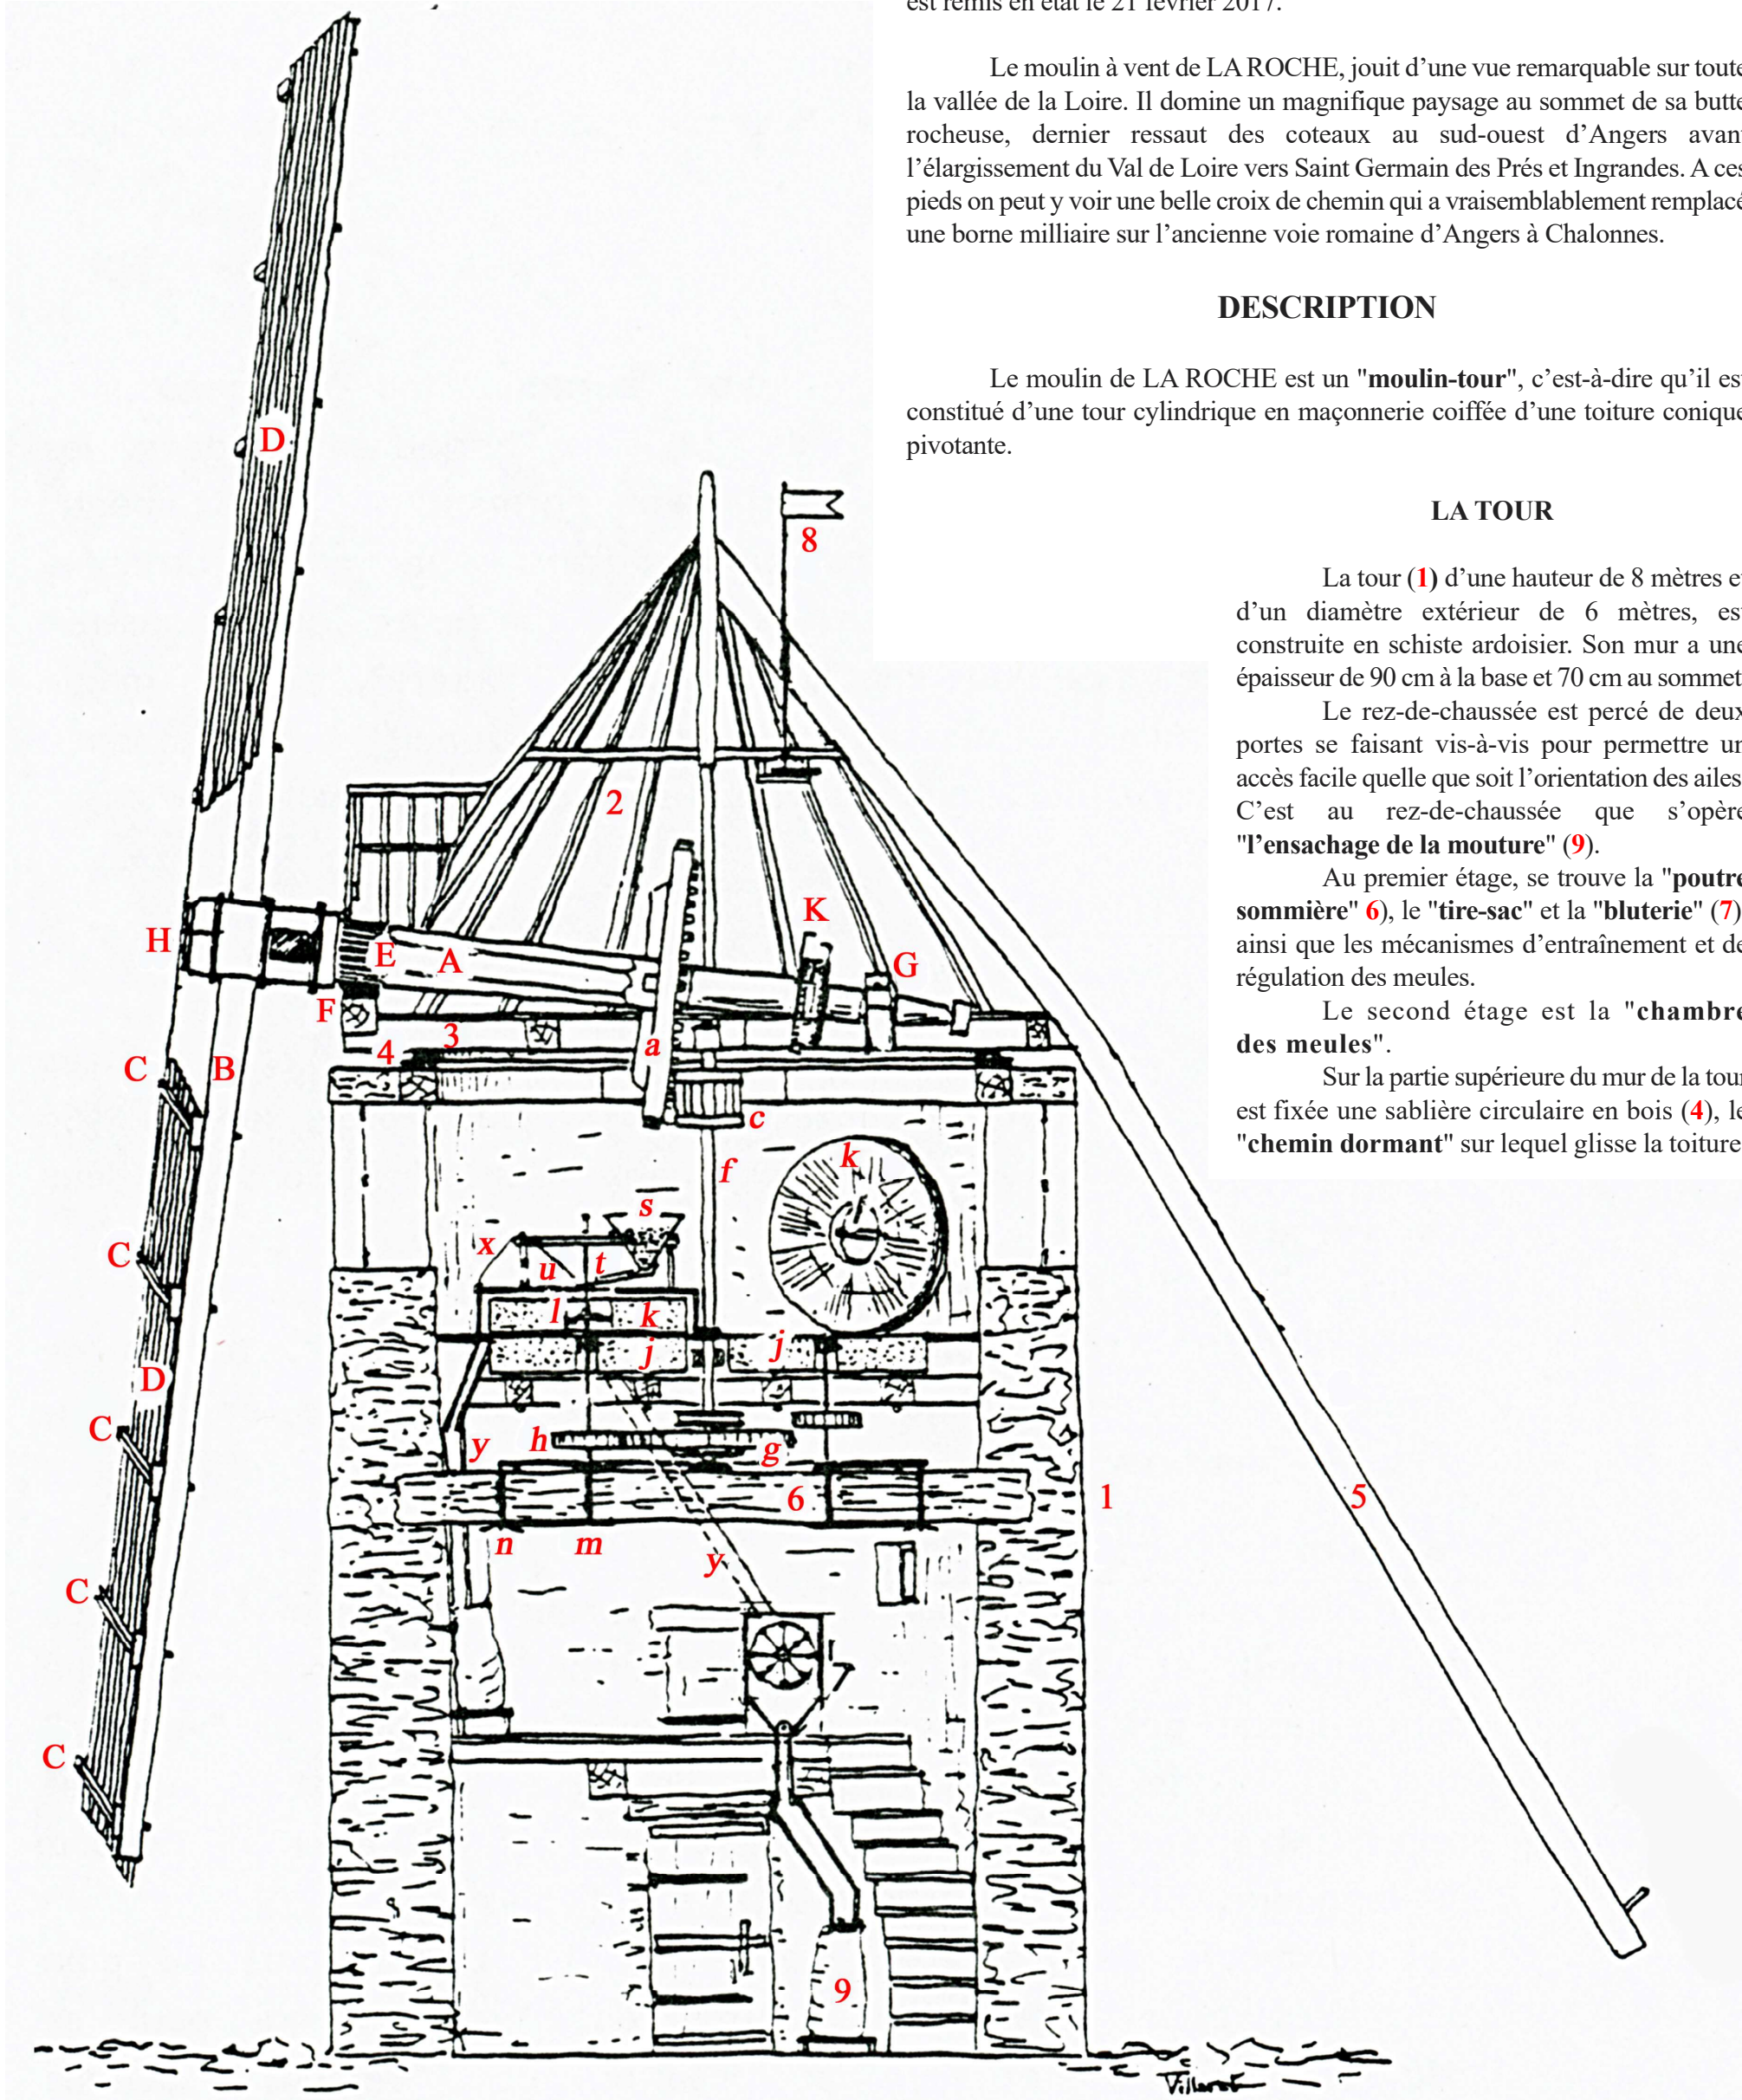 est remis en état le 21 février 2017.
Le moulin à vent de LA ROCHE, jouit d’une vue remarquable sur toute
la vallée de la Loire. Il domine un magnifique paysage au sommet de sa butte
rocheuse, dernier ressaut des coteaux au sud-ouest d’Angers avant
l’élargissement du Val de Loire vers Saint Germain des Prés et Ingrandes. A ces
pieds on peut y voir une belle croix de chemin qui a vraisemblablement remplacé
une borne milliaire sur l’ancienne voie romaine d’Angers à Chalonnes.
DESCRIPTION
Le moulin de LA ROCHE est un "moulin-tour", c’est-à-dire qu’il est
constitué d’une tour cylindrique en maçonnerie coiffée d’une toiture conique
pivotante.
LA TOUR
La tour (1) d’une hauteur de 8 mètres et
d’un diamètre extérieur de 6 mètres, est
construite en schiste ardoisier. Son mur a une
épaisseur de 90 cm à la base et 70 cm au sommet
Le rez-de-chaussée est percé de deux
portes se faisant vis-à-vis pour permettre un
accès facile quelle que soit l’orientation des ailes
C’est au rez-de-chaussée que s’opère
"l’ensachage de la mouture" (9).
Au premier étage, se trouve la "poutre
sommière" 6), le "tire-sac" et la "bluterie" (7)
ainsi que les mécanismes d’entraînement et de
régulation des meules.
Le second étage est la "chambre
des meules".
Sur la partie supérieure du mur de la tour
est fixée une sablière circulaire en bois (4), le
"chemin dormant" sur lequel glisse la toiture
D
8
2
K
H
E
A
G
F
3
4
a
C
B
c
k
f
s
x
u
t
C
l
k
j
j
D
C
y
h
g
6
1
5
n
m
y
C
C
9